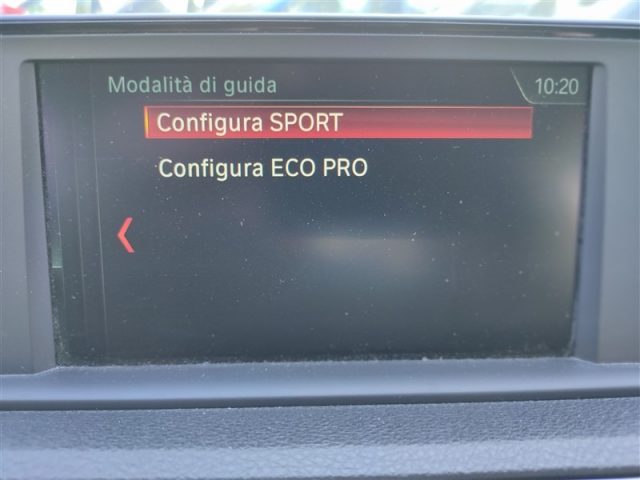 Modalità di guida
10:20
Configura SPORT
Configura ECO PRO